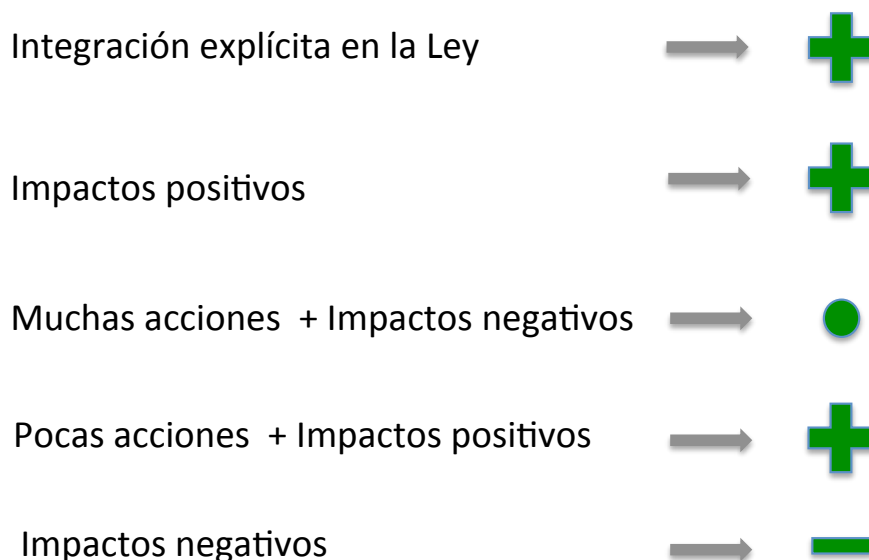 Integración explícita en la Ley
Impactos positivos
Muchas acciones + Impactos negativos
Pocas acciones + Impactos positivos
Impactos negativos